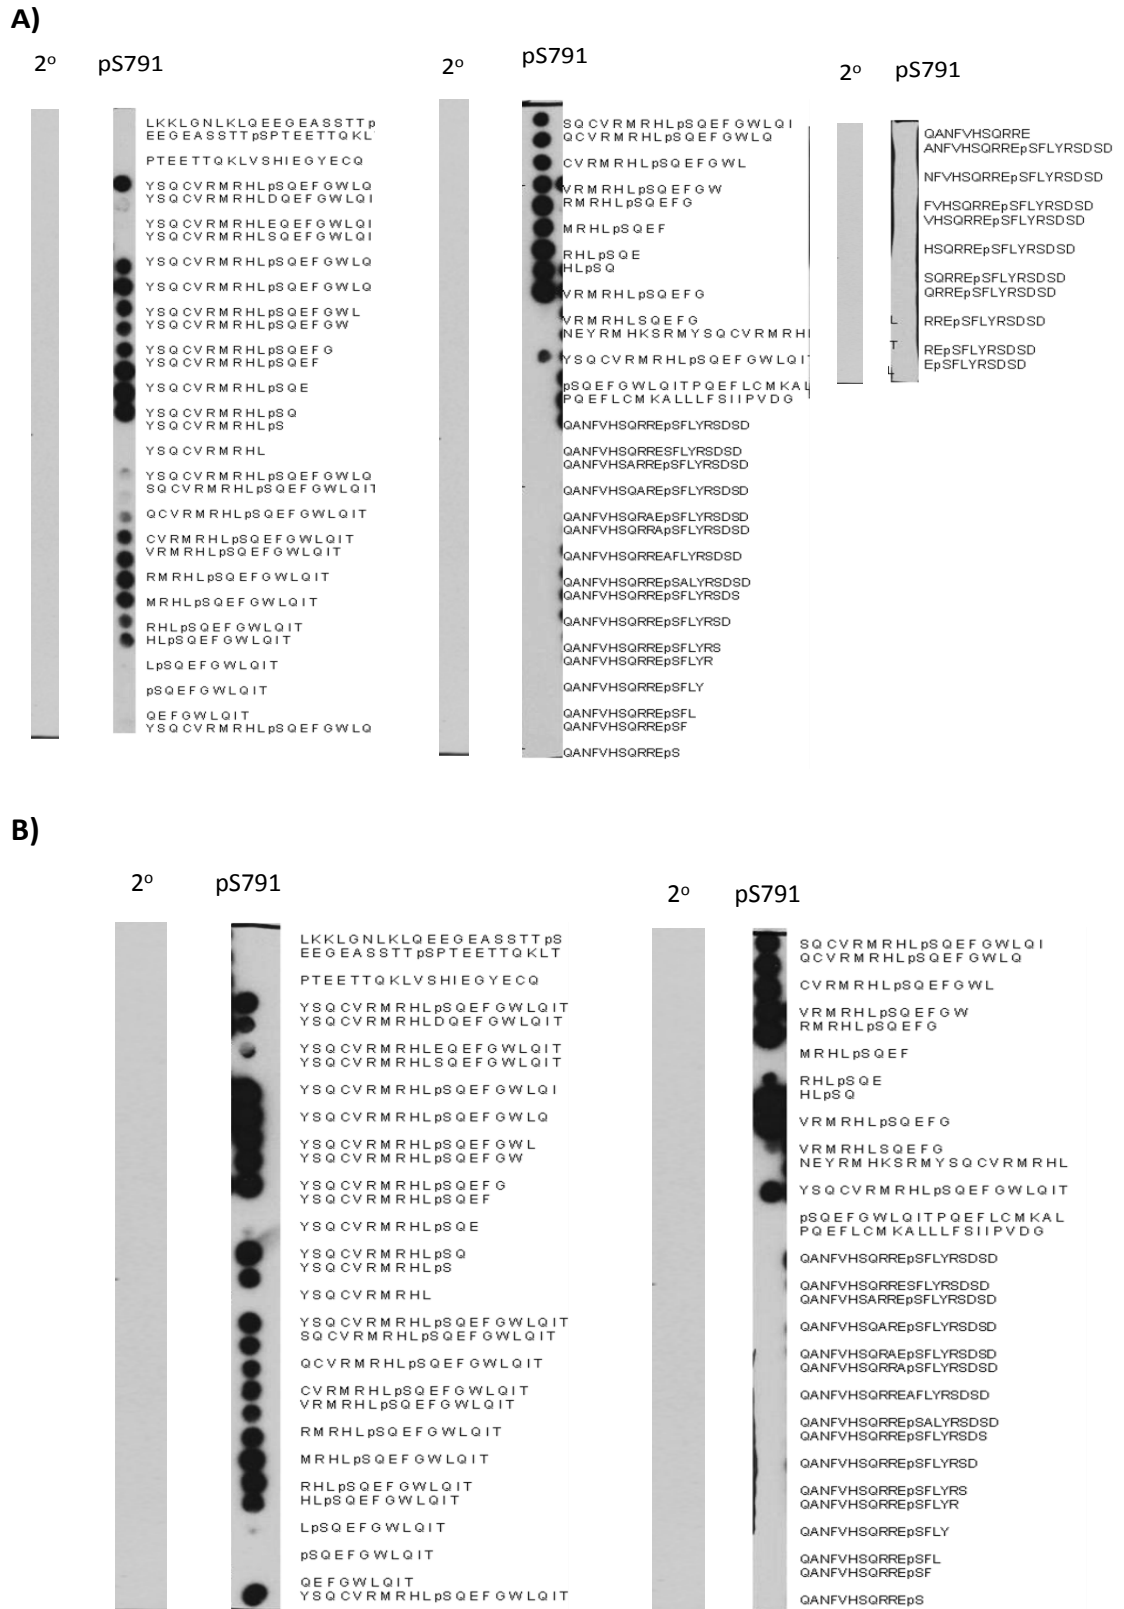 A)
2º
pS791
LKKLGNLKLQEEGEASSTTp
EEGEASSTTpSPTEETTQKL
PTEETTQKLVSHIEGYECQ
YSQCVRMRHLpSQEFGWLQ
YSQCVRMRHLDQEFGWLQI
YSQCVRMRHLEQEFGWLQI
YSQCVRMRHLSQEFGWLQI
YSQCVRMRHLpSQEFGWLQ
YSQCVRMRHLpSQEFGWLQ
YSQCVRMRHLpSQEFGWL
YSQCVRMRHLpSQEFGW
YSQCVRMRHLpSQEFG
YSQCVRMRHLpSQEF
YSQCVRMRHLpSQE
YSQCVRMRHLpSQ
YSQCVRMRHLpS
YSQCVRMRHL
YSQCVRMRHLpSQEFGWLQ
SQCVRMRHLpSQEFGWLQIT
QCVRMRHLpSQEFGWLQIT
CVRMRHLpSQEFGWLQIT
VRMRHLpSQEFGWLQIT
RMRHLpSQEFGWLQIT
MRHLpSQEFGWLQIT
RHLpSQEFGWLQIT
HLpSQEFGWLQIT
LpSQEFGWLQIT
pSQEFGWLQIT
QEFGWLQIT
YSQCVRMRHLpSQEFGWLQ
2º
pS791
SQCVRMRHLpSQEFGWLQI
QCVRMRHLpSQEFGWLQ
CVRMRHLpSQEFGWL
VRMRHLpSQEFGW
RMRHLpSQEFG
MRHLpSQEF
RHLpSQE
HLpSQ
VRMRHLpSQEFG
VRMRHLSQEFG
NEYRMHKSRMYSQCVRMRH
YSQCVRMRHLpSQEFGWLQIT
pSQEFGWLQITPQEFLCMKAL
PQEFLCMKALLLFSIIPVDG
QANFVHSQRREpSFLYRSDSD
QANFVHSQRRESFLYRSDSD
QANFVHSARREpSFLYRSDSD
QANFVHSQAREpSFLYRSDSD
QANFVHSQRAEpSFLYRSDSD
QANFVHSQRRApSFLYRSDSD
QANFVHSQRREAFLYRSDSD
QANFVHSQRREpSALYRSDSD
QANFVHSQRREpSFLYRSDS
QANFVHSQRREpSFLYRSD
QANFVHSQRREpSFLYRS
QANFVHSQRREpSFLYR
QANFVHSQRREpSFLY
QANFVHSQRREpSFL
QANFVHSQRREpSF
QANFVHSQRREpS
2º
pS791
QANFVHSQRRE
ANFVHSQRREpSFLYRSDSD
NFVHSQRREpSFLYRSDSD
FVHSQRREpSFLYRSDSD
VHSQRREpSFLYRSDSD
HSQRREpSFLYRSDSD
SQRREpSFLYRSDSD
QRREpSFLYRSDSD
RREpSFLYRSDSD
REpSFLYRSDSD
EpSFLYRSDSD
B)
2º
pS791
LKKLGNLKLQEEGEASSTTpS
EEGEASSTTpSPTEETTQKLT
PTEETTQKLVSHIEGYECQ
YSQCVRMRHLpSQEFGWLQIT
YSQCVRMRHLDQEFGWLQIT
YSQCVRMRHLEQEFGWLQIT
YSQCVRMRHLSQEFGWLQIT
YSQCVRMRHLpSQEFGWLQI
YSQCVRMRHLpSQEFGWLQ
YSQCVRMRHLpSQEFGWL
YSQCVRMRHLpSQEFGW
YSQCVRMRHLpSQEFG
YSQCVRMRHLpSQEF
YSQCVRMRHLpSQE
YSQCVRMRHLpSQ
YSQCVRMRHLpS
YSQCVRMRHL
YSQCVRMRHLpSQEFGWLQIT
SQCVRMRHLpSQEFGWLQIT
QCVRMRHLpSQEFGWLQIT
CVRMRHLpSQEFGWLQIT
VRMRHLpSQEFGWLQIT
RMRHLpSQEFGWLQIT
MRHLpSQEFGWLQIT
RHLpSQEFGWLQIT
HLpSQEFGWLQIT
LpSQEFGWLQIT
pSQEFGWLQIT
QEFGWLQIT
YSQCVRMRHLpSQEFGWLQIT
2º
pS791
SQCVRMRHLpSQEFGWLQI
QCVRMRHLpSQEFGWLQ
CVRMRHLpSQEFGWL
VRMRHLpSQEFGW
RMRHLpSQEFG
MRHLpSQEF
RHLpSQE
HLpSQ
VRMRHLpSQEFG
VRMRHLSQEFG
NEYRMHKSRMYSQCVRMRHL
YSQCVRMRHLpSQEFGWLQIT
pSQEFGWLQITPQEFLCMKAL
PQEFLCMKALLLFSIIPVDG
QANFVHSQRREpSFLYRSDSD
QANFVHSQRRESFLYRSDSD
QANFVHSARREpSFLYRSDSD
QANFVHSQAREpSFLYRSDSD
QANFVHSQRAEpSFLYRSDSD
QANFVHSQRRApSFLYRSDSD
QANFVHSQRREAFLYRSDSD
QANFVHSQRREpSALYRSDSD
QANFVHSQRREpSFLYRSDS
QANFVHSQRREpSFLYRSD
QANFVHSQRREpSFLYRS
QANFVHSQRREpSFLYR
QANFVHSQRREpSFLY
QANFVHSQRREpSFL
QANFVHSQRREpSF
QANFVHSQRREpS